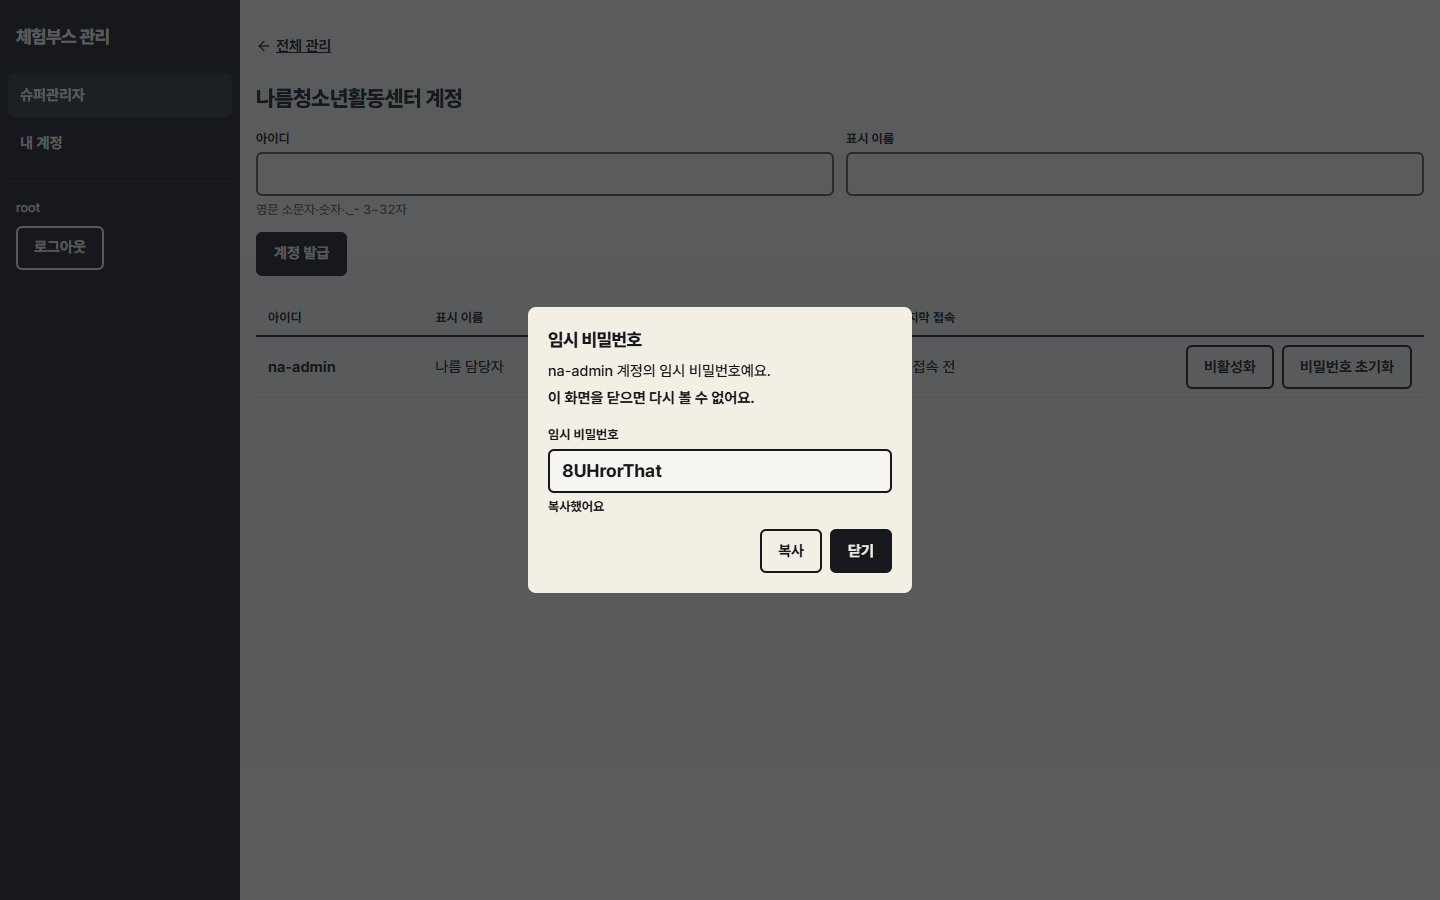 체험부스 관리
슈퍼관리자
내 계정
root
로그아웃
← 전체 관리
나름청소년활동센터 계정
아이디
표시 이름
영문 소문자·숫자·._- 3~32자
계정 발급
아이디
표시 이름
막 접속
na-admin
나름 담당자
접속 전
비활성화
비밀번호 초기화
임시 비밀번호
na-admin 계정의 임시 비밀번호예요.
이 화면을 닫으면 다시 볼 수 없어요.
임시 비밀번호
8UHrorThat
복사했어요
복사
닫기